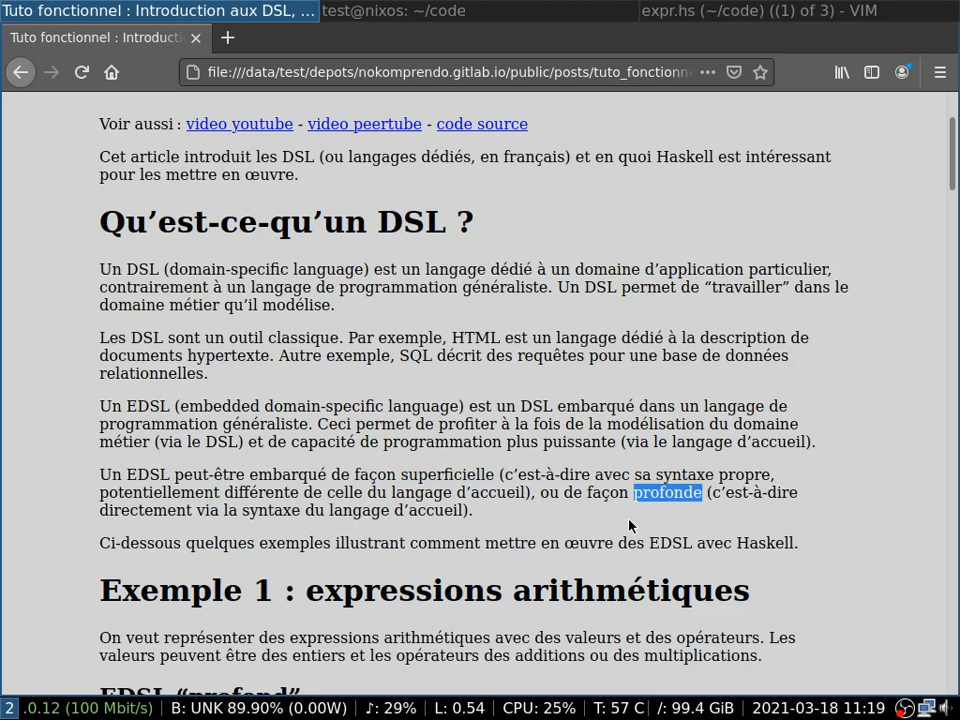 Tuto fonctionnel : Introduction aux DSL, ... test@nixos: ~/code expr.hs (~/code) ((1) of 3) - VIM
Tuto fonctionnel : Introducti
file:///data/test/depots/nokomprendo.gitlab.io/public/posts/tuto_fonctionn
Voir aussi : video youtube - video peertube - code source
Cet article introduit les DSL (ou langages dédiés, en français) et en quoi Haskell est intéressant
pour les mettre en œuvre.
Qu’est-ce-qu’un DSL ?
Un DSL (domain-specific language) est un langage dédié à un domaine d’application particulier,
contrairement à un langage de programmation généraliste. Un DSL permet de “travailler” dans le
domaine métier qu’il modélise.
Les DSL sont un outil classique. Par exemple, HTML est un langage dédié à la description de
documents hypertexte. Autre exemple, SQL décrit des requêtes pour une base de données
relationnelles.
Un EDSL (embedded domain-specific language) est un DSL embarqué dans un langage de
programmation généraliste. Ceci permet de profiter à la fois de la modélisation du domaine
métier (via le DSL) et de capacité de programmation plus puissante (via le langage d’accueil).
Un EDSL peut-être embarqué de façon superficielle (c’est-à-dire avec sa syntaxe propre,
potentiellement différente de celle du langage d’accueil), ou de façon profonde (c’est-à-dire
directement via la syntaxe du langage d’accueil).
Ci-dessous quelques exemples illustrant comment mettre en œuvre des EDSL avec Haskell.
Exemple 1 : expressions arithmétiques
On veut représenter des expressions arithmétiques avec des valeurs et des opérateurs. Les
valeurs peuvent être des entiers et les opérateurs des additions ou des multiplications.
EDSL “profond”
2 .0.12 (100 Mbit/s) B: UNK 89.90% (0.00W) ♪: 29% L: 0.54 CPU: 25% T: 57 C /: 99.4 GiB 2021-03-18 11:19